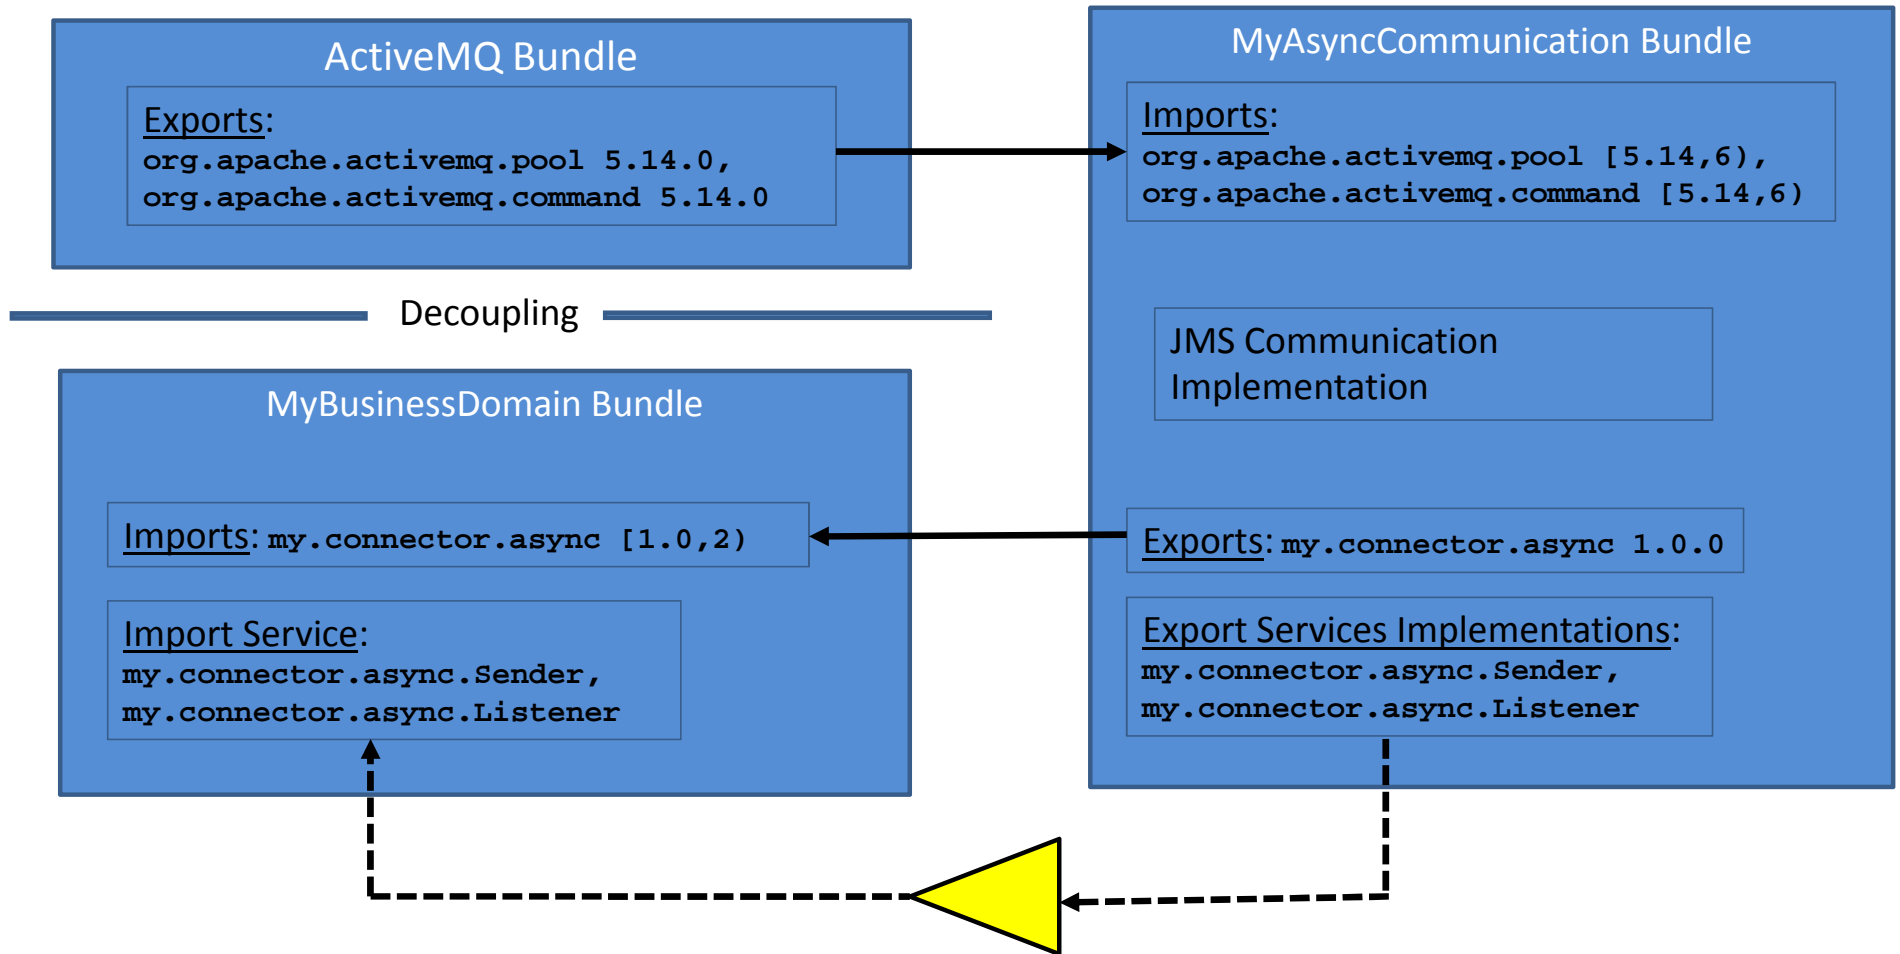 ActiveMQ Bundle
Exports:
org.apache.activemq.pool 5.14.0,
org.apache.activemq.command 5.14.0
MyAsyncCommunication Bundle
Imports:
org.apache.activemq.pool [5.14,6),
org.apache.activemq.command [5.14,6)
Decoupling
JMS Communication
Implementation
MyBusinessDomain Bundle
Imports: my.connector.async [1.0,2)
Exports: my.connector.async 1.0.0
Import Service:
my.connector.async.Sender,
my.connector.async.Listener
Export Services Implementations:
my.connector.async.Sender,
my.connector.async.Listener